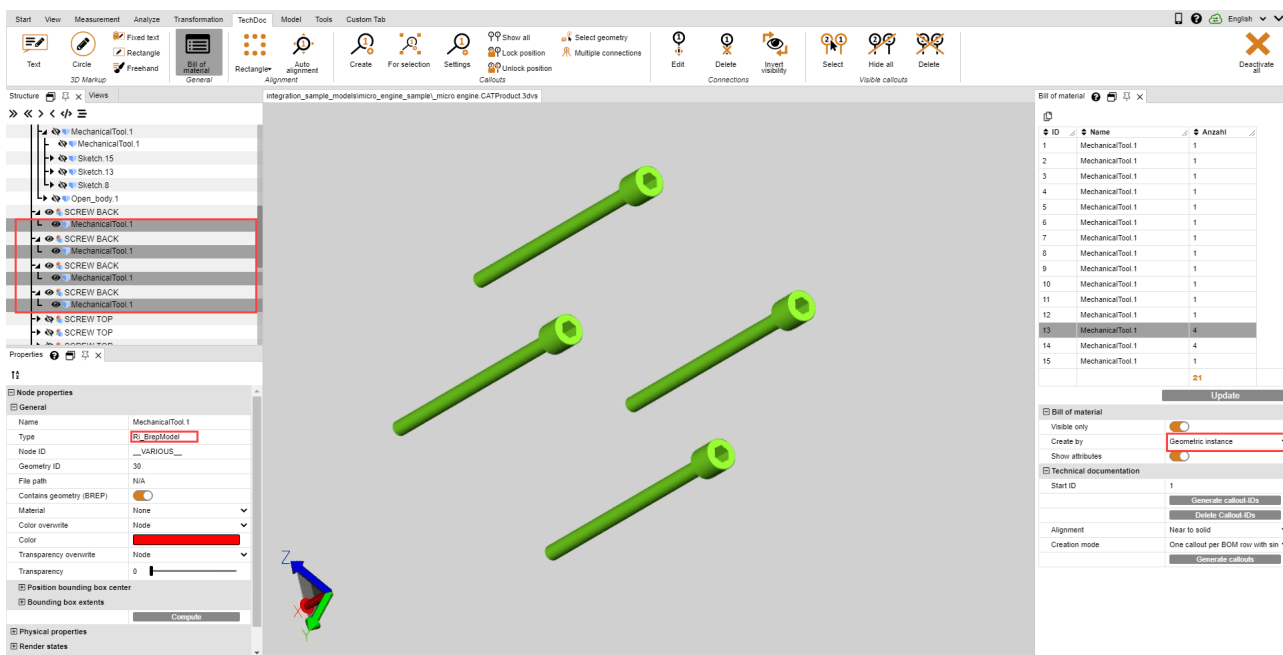 Start View Measurement Analyze Transformation TechDoc Model Tools Custom Tab English
Text Circle Fixed text Rectangle Freehand 3D Markup
Bill of material General
Rectangle Auto alignment Alignment
Create For selection Settings Show all Lock position Unlock position Select geometry Multiple connections Callouts
Edit Delete Invert visibility Connections
Select Hide all Delete Visible callouts
Deactivate all
Structure Views
integration_sample_models\micro_engine_sample\_micro engine.CATProduct.3dvs
MechanicalTool.1
MechanicalTool.1
Sketch.15
Sketch.13
Sketch.8
Open_body.1
SCREW BACK
MechanicalTool.1
SCREW BACK
MechanicalTool.1
SCREW BACK
MechanicalTool.1
SCREW BACK
MechanicalTool.1
SCREW TOP
SCREW TOP
SCREW TOP
Properties
Node properties
General
Name MechanicalTool.1
Type Ri_BrepModel
Node ID __VARIOUS__
Geometry ID 30
File path N/A
Contains geometry (BREP)
Material None
Color overwrite Node
Color
Transparency overwrite Node
Transparency 0
Position bounding box center
Bounding box extents
Compute
Physical properties
Render states
Z
X
Y
Bill of material
ID Name Anzahl
1 MechanicalTool.1 1
2 MechanicalTool.1 1
3 MechanicalTool.1 1
4 MechanicalTool.1 1
5 MechanicalTool.1 1
6 MechanicalTool.1 1
7 MechanicalTool.1 1
8 MechanicalTool.1 1
9 MechanicalTool.1 1
10 MechanicalTool.1 1
11 MechanicalTool.1 1
12 MechanicalTool.1 1
13 MechanicalTool.1 4
14 MechanicalTool.1 4
15 MechanicalTool.1 1
21
Update
Bill of material
Visible only
Create by Geometric instance
Show attributes
Technical documentation
Start ID 1
Generate callout-IDs
Delete Callout-IDs
Alignment Near to solid
Creation mode One callout per BOM row with sin
Generate callouts